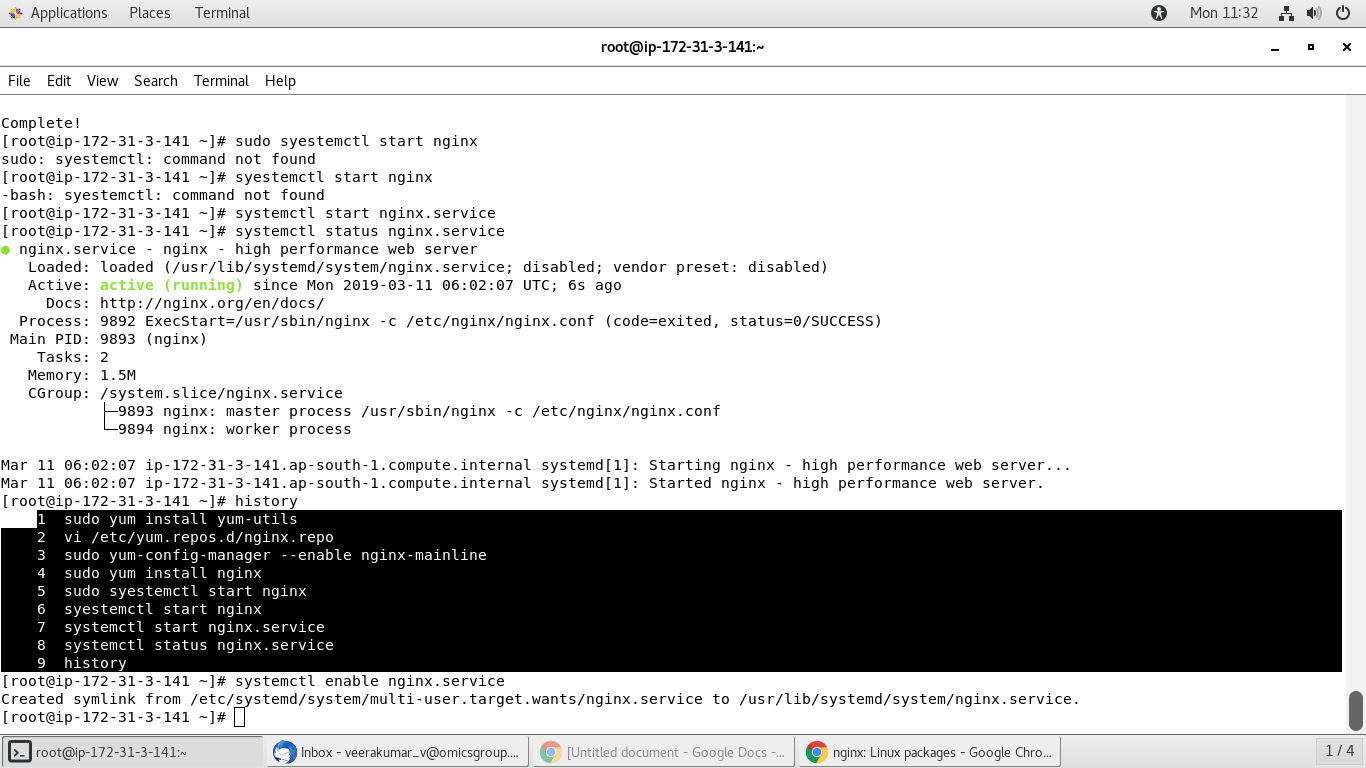 Applications Places Terminal Mon 11:32
root@ip-172-31-3-141:~
File Edit View Search Terminal Help
Complete!
[root@ip-172-31-3-141 ~]# sudo syestemctl start nginx
sudo: syestemctl: command not found
[root@ip-172-31-3-141 ~]# syestemctl start nginx
-bash: syestemctl: command not found
[root@ip-172-31-3-141 ~]# systemctl start nginx.service
[root@ip-172-31-3-141 ~]# systemctl status nginx.service
● nginx.service - nginx - high performance web server
   Loaded: loaded (/usr/lib/systemd/system/nginx.service; disabled; vendor preset: disabled)
   Active: active (running) since Mon 2019-03-11 06:02:07 UTC; 6s ago
     Docs: http://nginx.org/en/docs/
  Process: 9892 ExecStart=/usr/sbin/nginx -c /etc/nginx/nginx.conf (code=exited, status=0/SUCCESS)
 Main PID: 9893 (nginx)
    Tasks: 2
   Memory: 1.5M
   CGroup: /system.slice/nginx.service
           ├─9893 nginx: master process /usr/sbin/nginx -c /etc/nginx/nginx.conf
           └─9894 nginx: worker process
Mar 11 06:02:07 ip-172-31-3-141.ap-south-1.compute.internal systemd[1]: Starting nginx - high performance web server...
Mar 11 06:02:07 ip-172-31-3-141.ap-south-1.compute.internal systemd[1]: Started nginx - high performance web server.
[root@ip-172-31-3-141 ~]# history
    1  sudo yum install yum-utils
    2  vi /etc/yum.repos.d/nginx.repo
    3  sudo yum-config-manager --enable nginx-mainline
    4  sudo yum install nginx
    5  sudo syestemctl start nginx
    6  syestemctl start nginx
    7  systemctl start nginx.service
    8  systemctl status nginx.service
    9  history
[root@ip-172-31-3-141 ~]# systemctl enable nginx.service
Created symlink from /etc/systemd/system/multi-user.target.wants/nginx.service to /usr/lib/systemd/system/nginx.service.
[root@ip-172-31-3-141 ~]#
root@ip-172-31-3-141:~ Inbox - veerakumar_v@omicsgroup.... [Untitled document - Google Docs -... nginx: Linux packages - Google Chro... 1 / 4